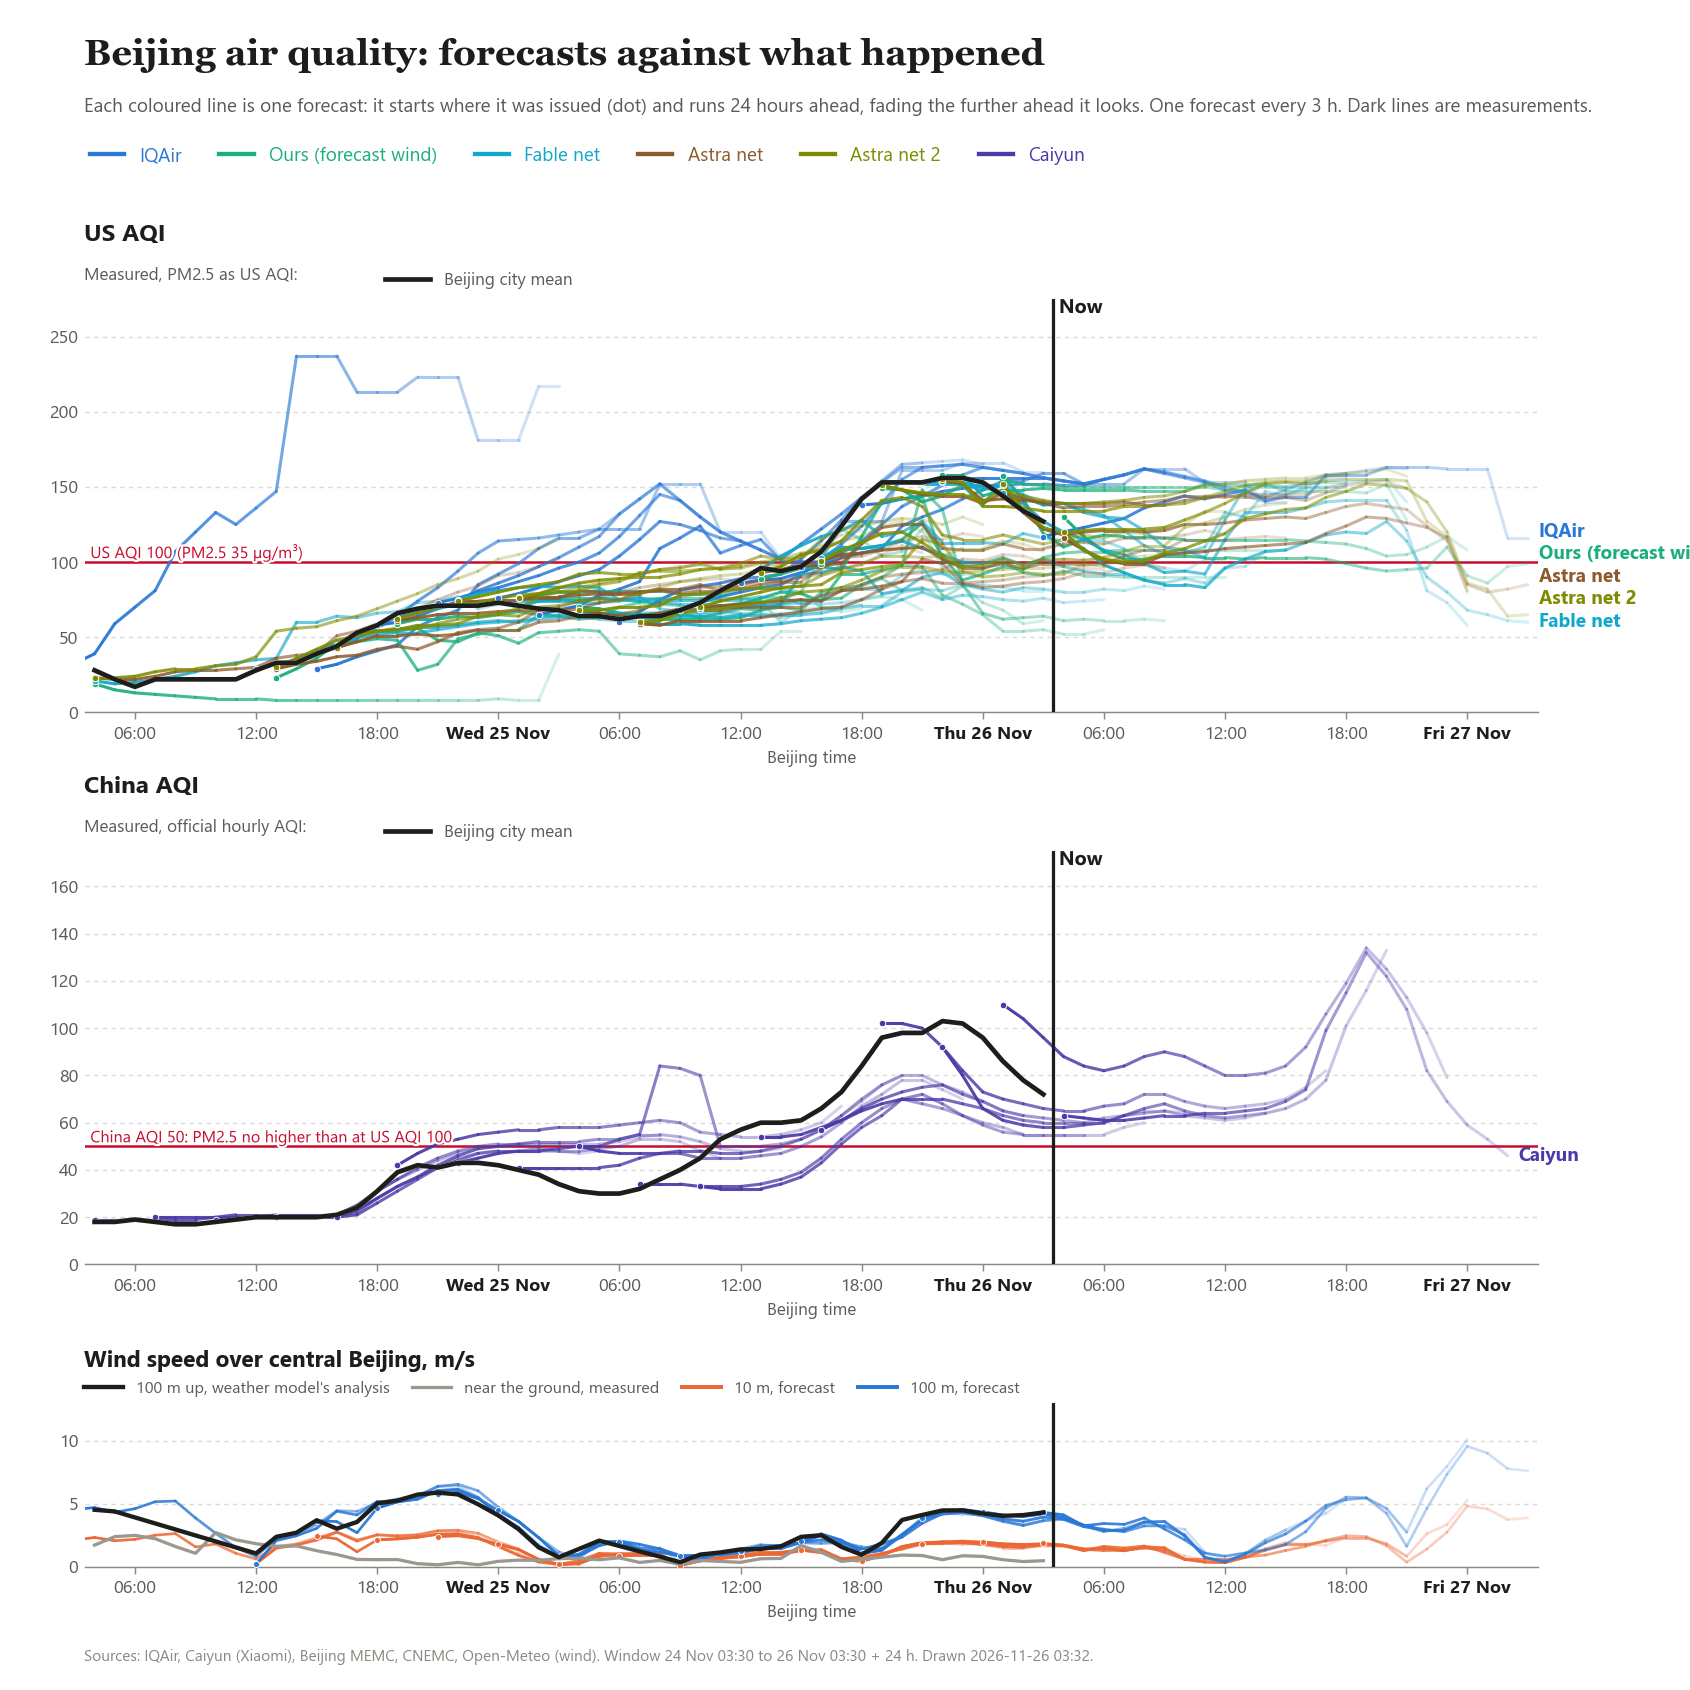 Beijing air quality: forecasts against what happened
Each coloured line is one forecast: it starts where it was issued (dot) and runs 24 hours ahead, fading the further ahead it looks. One forecast every 3 h. Dark lines are measurements.
IQAir Ours (forecast wind) Fable net Astra net Astra net 2 Caiyun
US AQI
Measured, PM2.5 as US AQI: Beijing city mean
Now
250
200
150
US AQI 100 (PM2.5 35 µg/m³)
100
50
0
IQAir
Ours (forecast wi
Astra net
Astra net 2
Fable net
06:00 12:00 18:00 Wed 25 Nov 06:00 12:00 18:00 Thu 26 Nov 06:00 12:00 18:00 Fri 27 Nov
Beijing time
China AQI
Measured, official hourly AQI: Beijing city mean
Now
160
140
120
100
80
60
China AQI 50: PM2.5 no higher than at US AQI 100
Caiyun
40
20
0
06:00 12:00 18:00 Wed 25 Nov 06:00 12:00 18:00 Thu 26 Nov 06:00 12:00 18:00 Fri 27 Nov
Beijing time
Wind speed over central Beijing, m/s
100 m up, weather model's analysis near the ground, measured 10 m, forecast 100 m, forecast
10
5
0
06:00 12:00 18:00 Wed 25 Nov 06:00 12:00 18:00 Thu 26 Nov 06:00 12:00 18:00 Fri 27 Nov
Beijing time
Sources: IQAir, Caiyun (Xiaomi), Beijing MEMC, CNEMC, Open-Meteo (wind). Window 24 Nov 03:30 to 26 Nov 03:30 + 24 h. Drawn 2026-11-26 03:32.